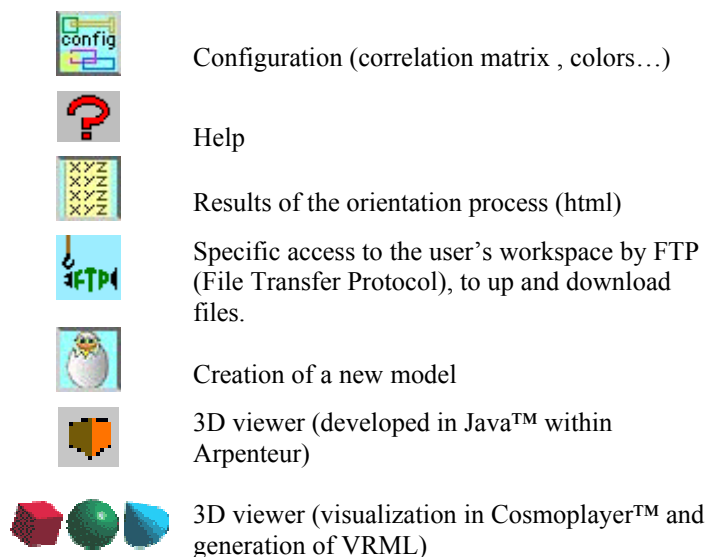 config
Configuration (correlation matrix , colors…)
Help
XYZ
XYZ
XYZ
XYZ
Results of the orientation process (html)
FTP
Specific access to the user’s workspace by FTP
(File Transfer Protocol), to up and download
files.
Creation of a new model
3D viewer (developed in Java™ within
Arpenteur)
3D viewer (visualization in Cosmoplayer™ and
generation of VRML)